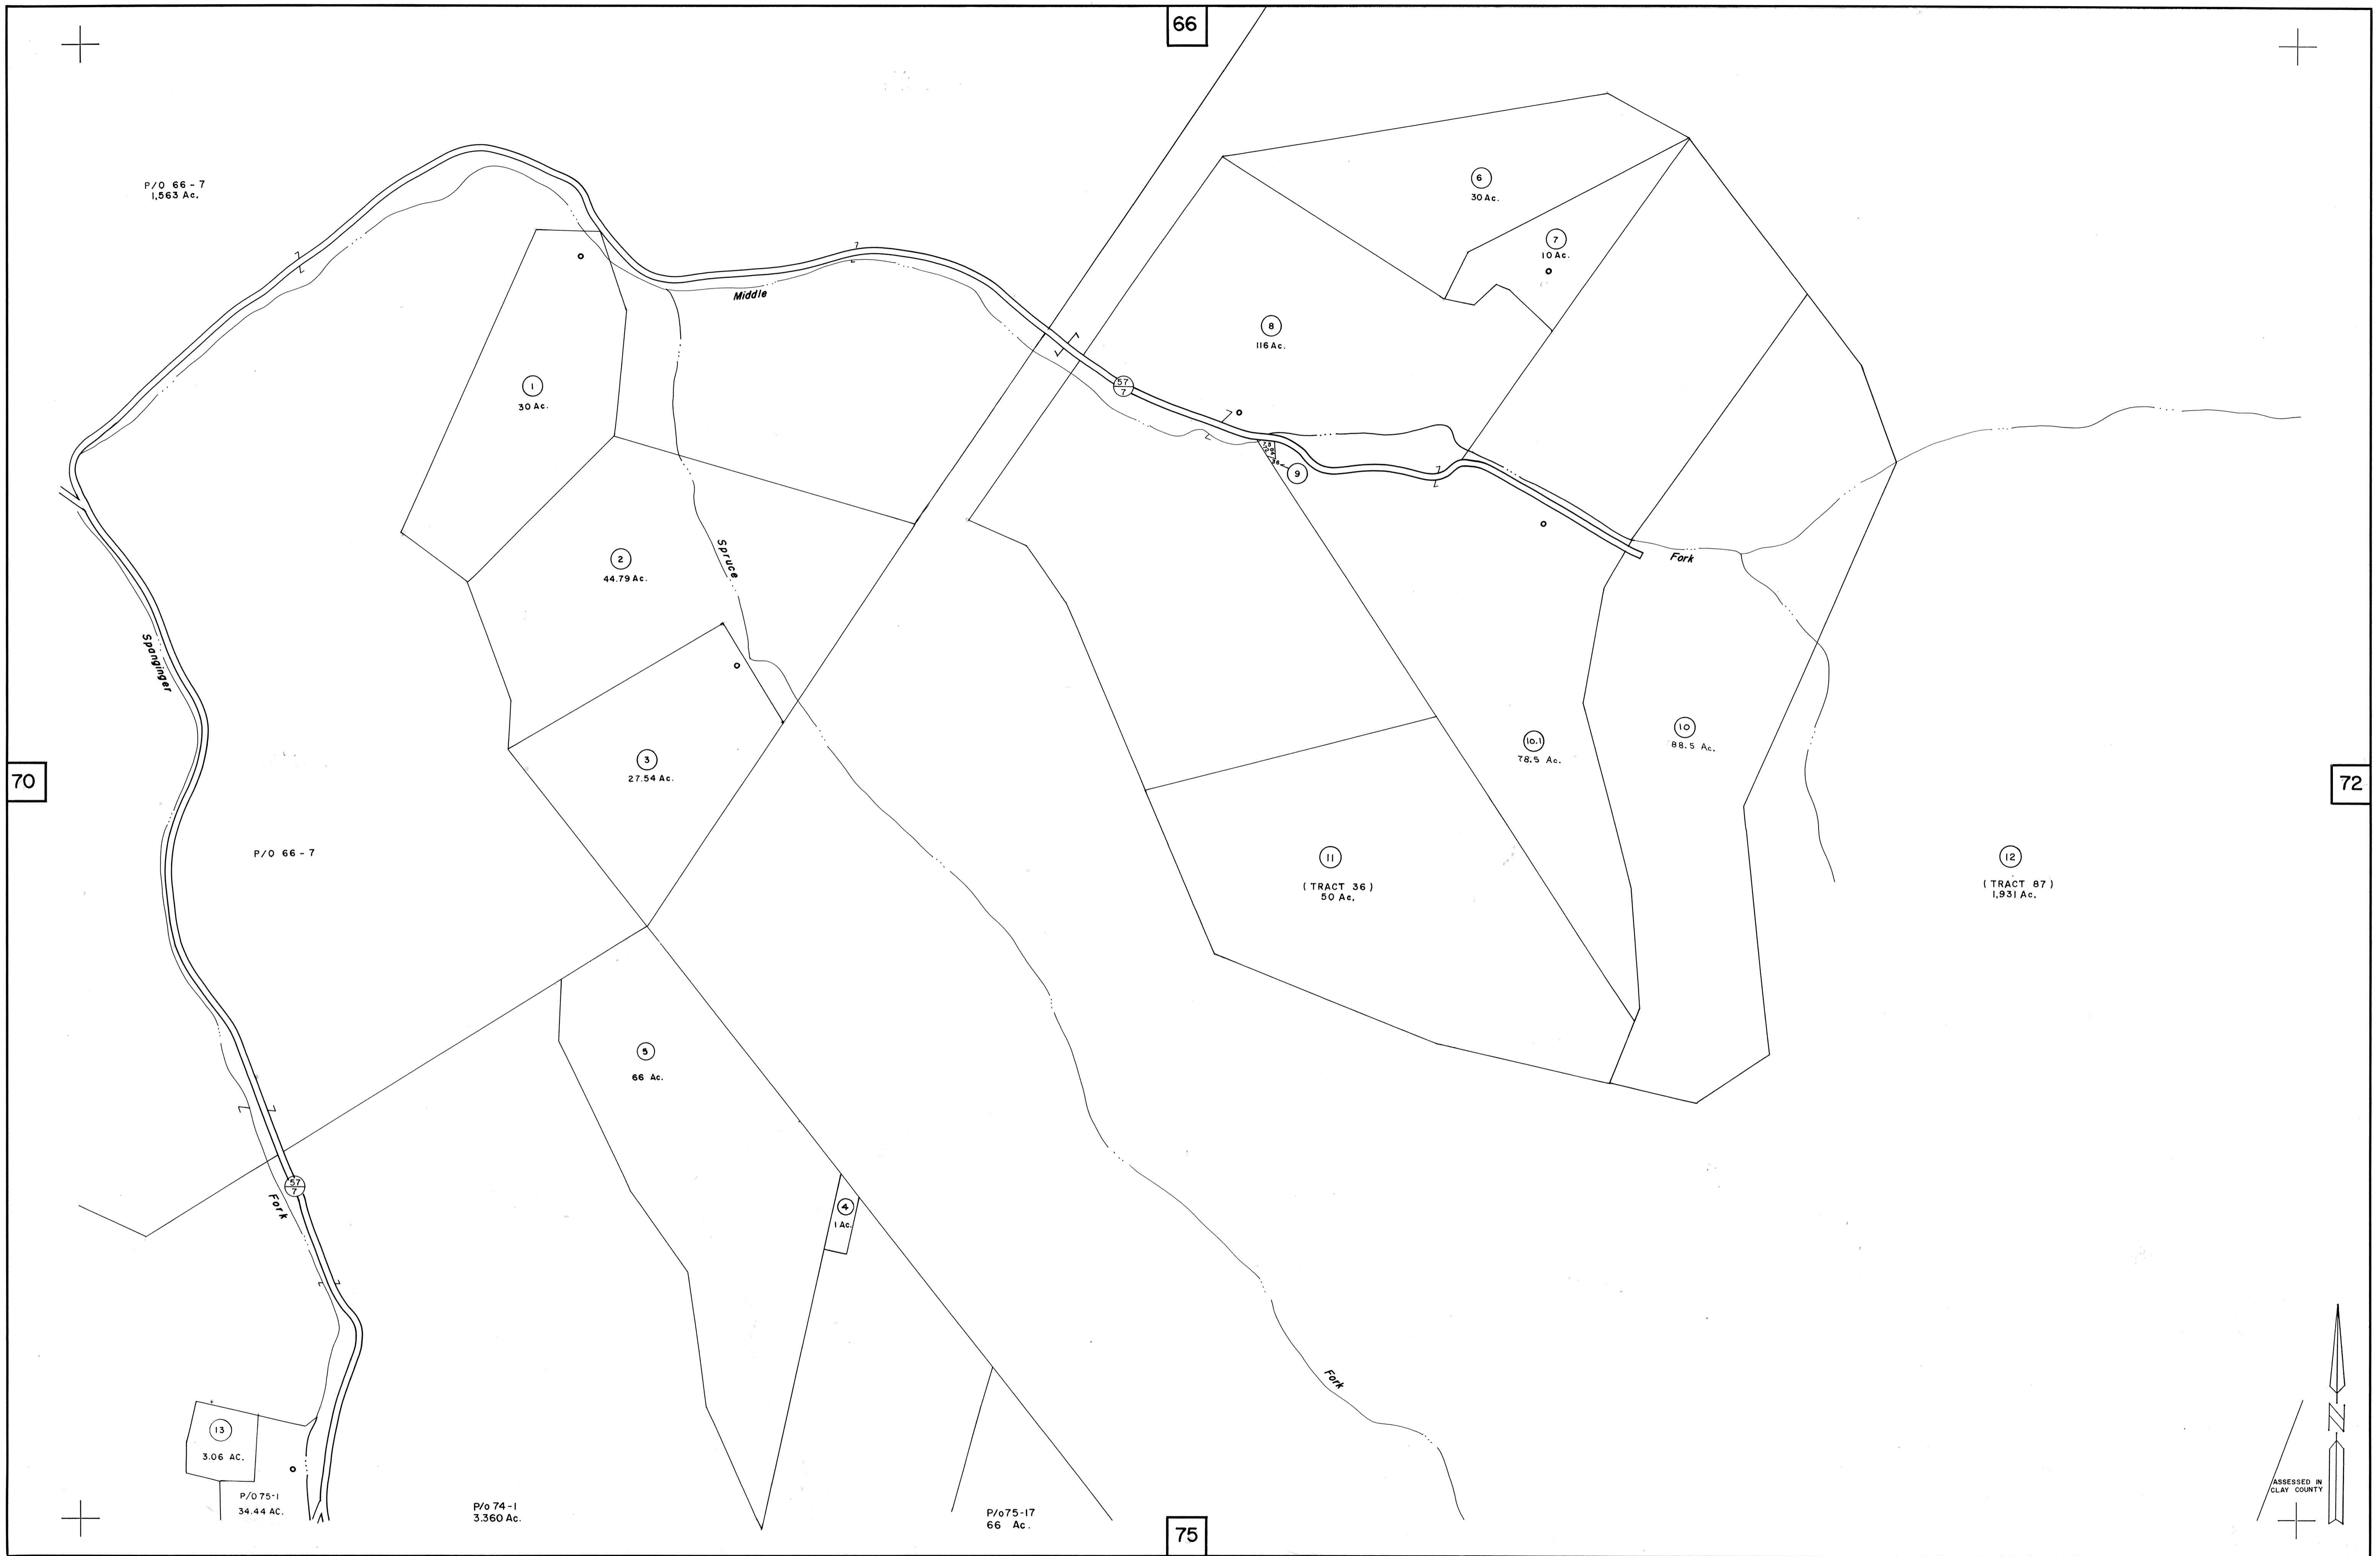 66
P/O 66 - 7
1,563 Ac.
6
30 Ac.
7
10 Ac.
Middle
8
116 Ac.
1
30 Ac.
57
7
9
2
44.79 Ac.
Spruce
Fork
Spanginger
3
27.54 Ac.
10.1
78.5 Ac.
10
88.5 Ac.
70
72
P/O 66 - 7
11
( TRACT 36 )
50 Ac.
12
( TRACT 87 )
1,931 Ac.
5
66 Ac.
57
7
Fork
4
1 Ac.
Fork
13
3.06 AC.
N
ASSESSED IN
CLAY COUNTY
P/O 75-1
34.44 AC.
P/o 74-1
3.360 Ac.
P/o 75-17
66 Ac.
75